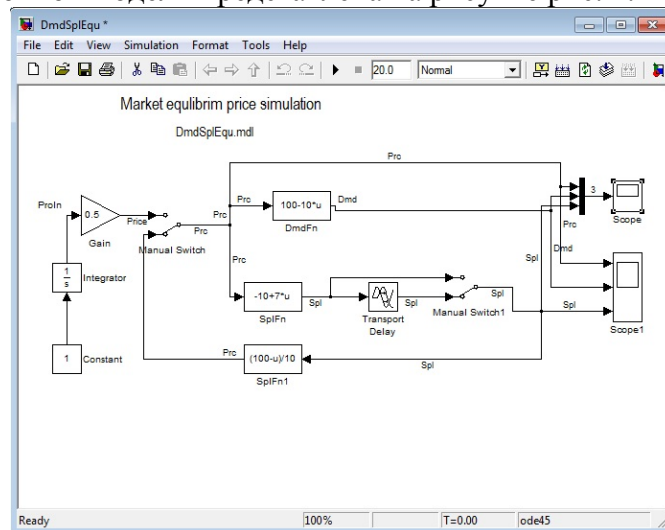 DmdSplEqu *
File Edit View Simulation Format Tools Help
20.0 Normal
Market equlibrim price simulation
DmdSplEqu.mdl
Prc
ProIn
0.5
Gain
Price
Manual Switch
Prc
Prc
Prc
100-10*u
DmdFn
Dmd
3
Scope
Prc
Spl
Dmd
Prc
1
s
Integrator
-10+7*u
SplFn
Spl
Transport
Delay
Spl
Manual Switch1
Spl
Spl
Scope1
1
Constant
Prc
(100-u)/10
SplFn1
Spl
Ready 100% T=0.00 ode45